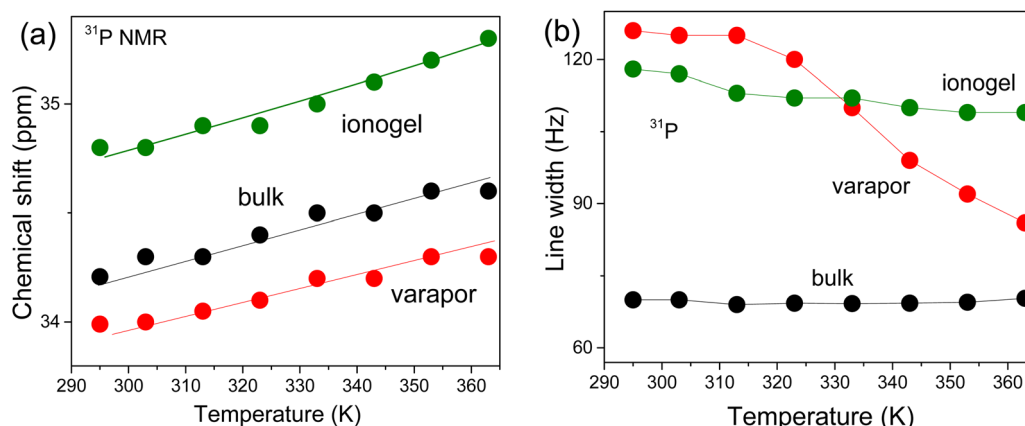 (a)
³¹P NMR
Chemical shift (ppm)
35
34
ionogel
bulk
varapor
290 300 310 320 330 340 350 360
Temperature (K)
(b)
Line width (Hz)
120
90
60
ionogel
³¹P
varapor
bulk
290 300 310 320 330 340 350 360
Temperature (K)